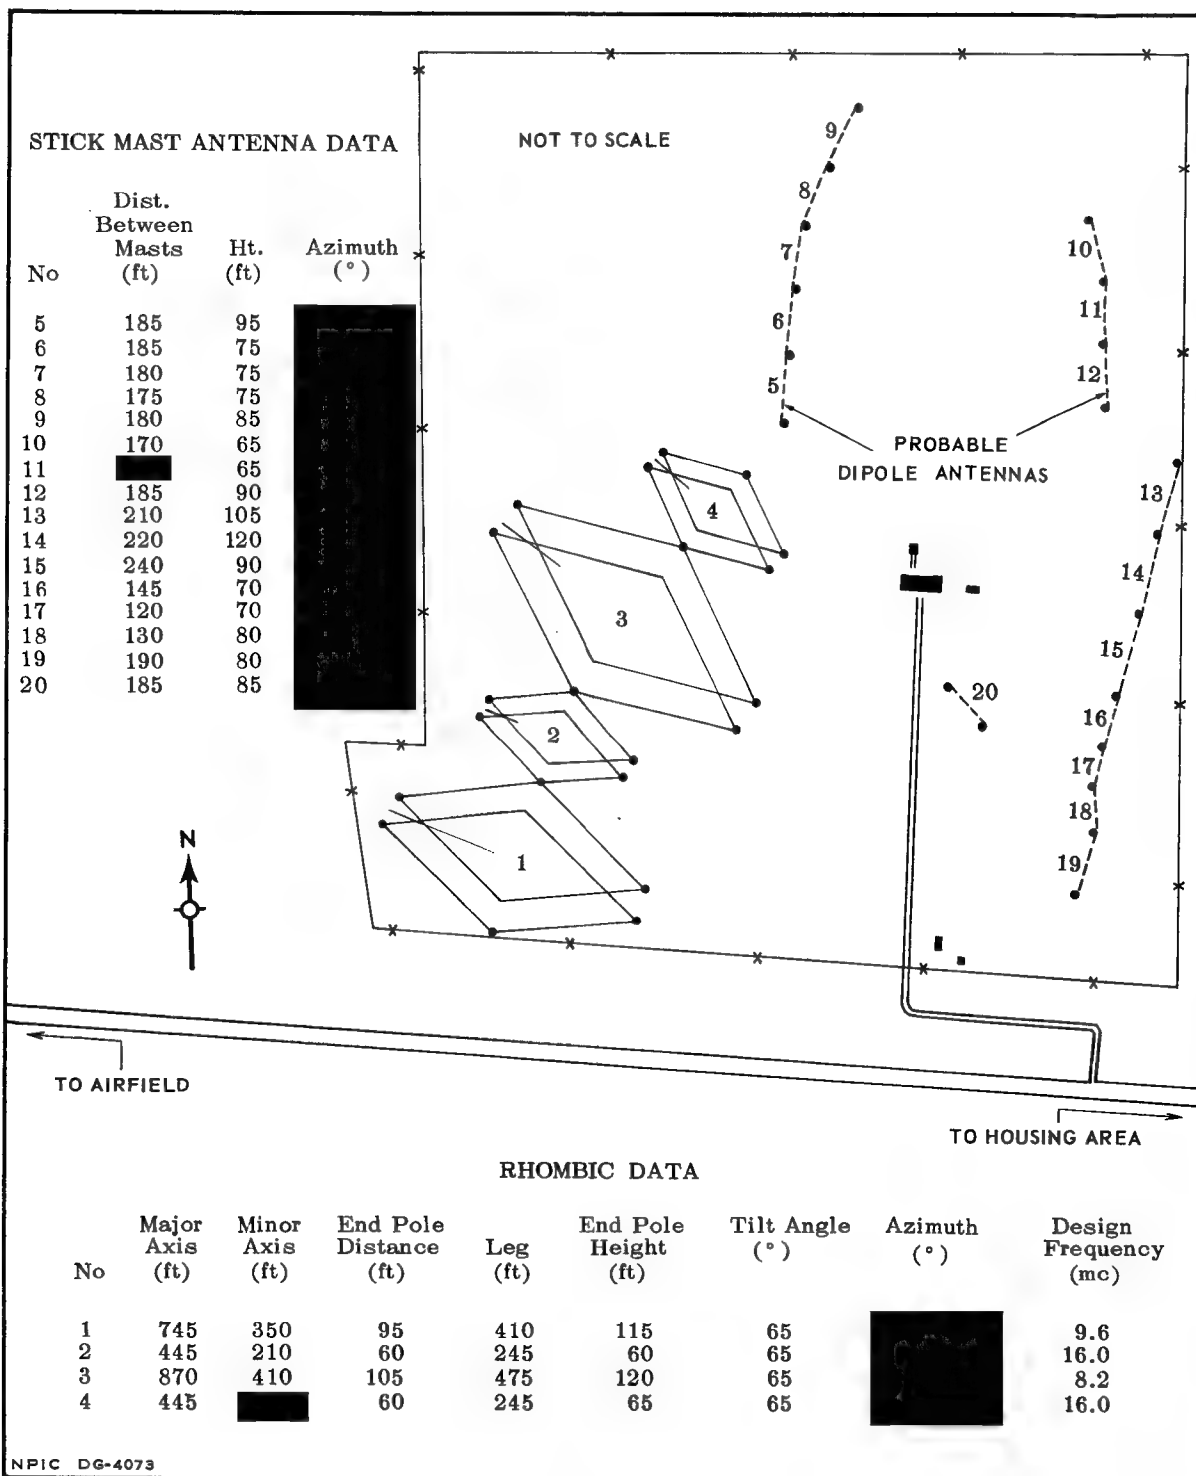 STICK MAST ANTENNA DATA
NOT TO SCALE
No Dist. Between Masts (ft) Ht. (ft) Azimuth (°)
5 185 95
6 185 75
7 180 75
8 175 75
9 180 85
10 170 65
11 65
12 185 90
13 210 105
14 220 120
15 240 90
16 145 70
17 120 70
18 130 80
19 190 80
20 185 85
9
8
7
6
5
10
11
12
PROBABLE
DIPOLE ANTENNAS
13
14
15
16
17
18
19
20
4
3
2
1
N
TO AIRFIELD
TO HOUSING AREA
RHOMBIC DATA
No Major Axis (ft) Minor Axis (ft) End Pole Distance (ft) Leg (ft) End Pole Height (ft) Tilt Angle (°) Azimuth (°) Design Frequency (mc)
1 745 350 95 410 115 65 9.6
2 445 210 60 245 60 65 16.0
3 870 410 105 475 120 65 8.2
4 445 60 245 65 65 16.0
NPIC DG-4073